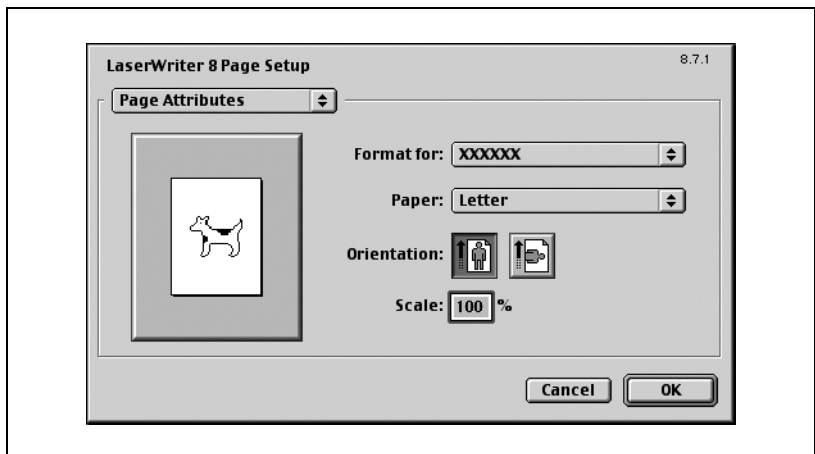 LaserWriter 8 Page Setup
8.7.1
Page Attributes
Format for: XXXXXX
Paper: Letter
Orientation:
Scale: 100 %
Cancel
OK